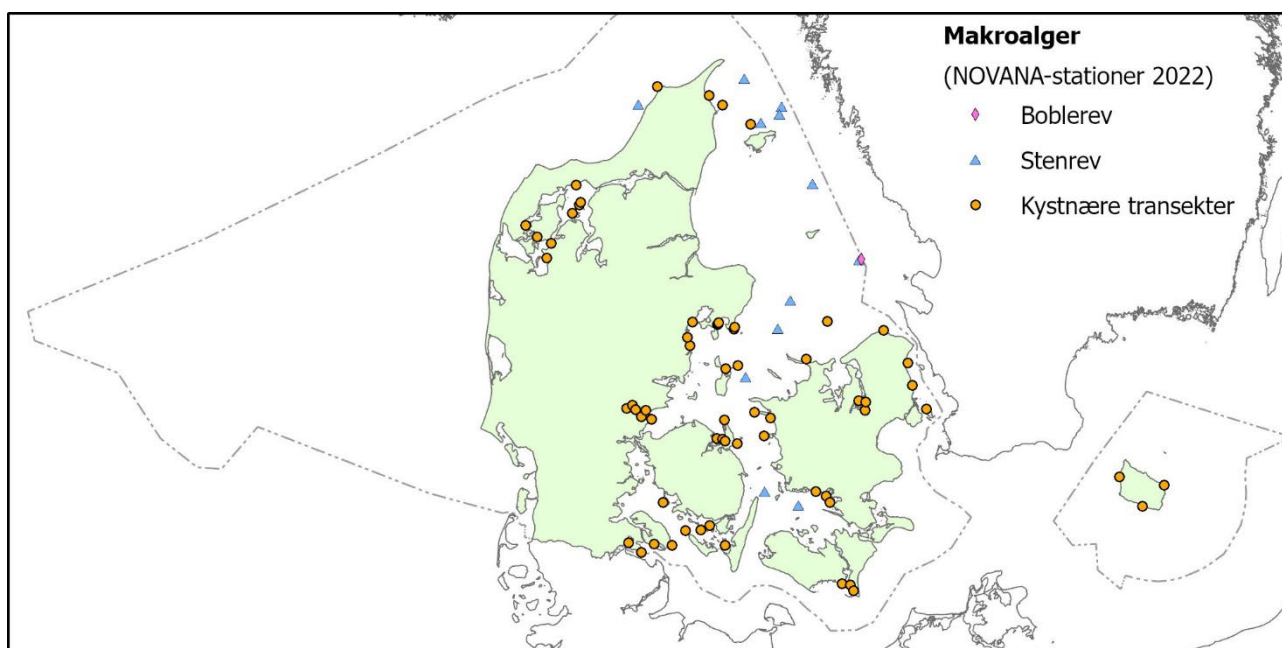 Makroalger
(NOVANA-stationer 2022)
Boblerev
Stenrev
Kystnære transekter